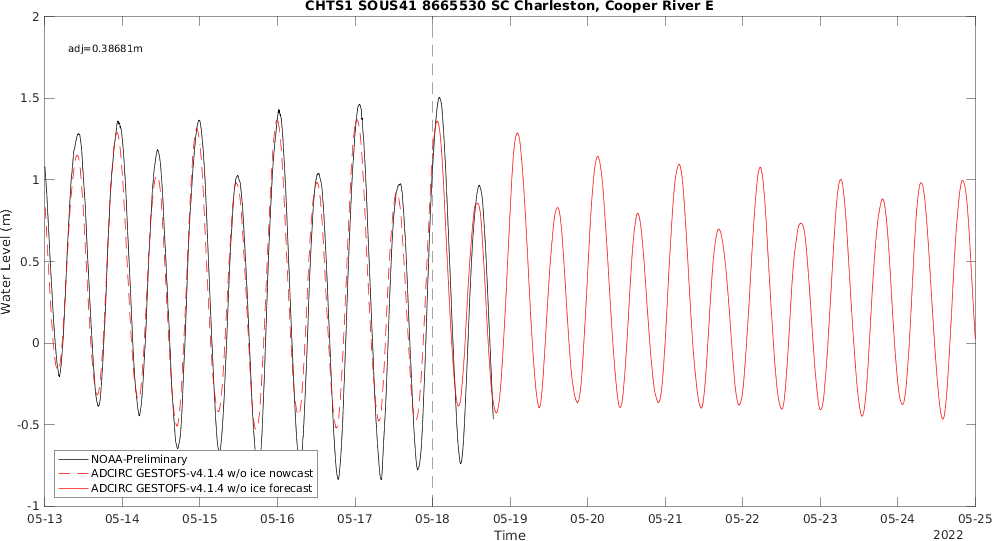 CHTS1 SOUS41 8665530 SC Charleston, Cooper River E
adj=0.38681m
2
1.5
1
0.5
0
-0.5
-1
Water Level (m)
NOAA-Preliminary
ADCIRC GESTOFS-v4.1.4 w/o ice nowcast
ADCIRC GESTOFS-v4.1.4 w/o ice forecast
05-13 05-14 05-15 05-16 05-17 05-18 05-19 05-20 05-21 05-22 05-23 05-24 05-25
Time
2022